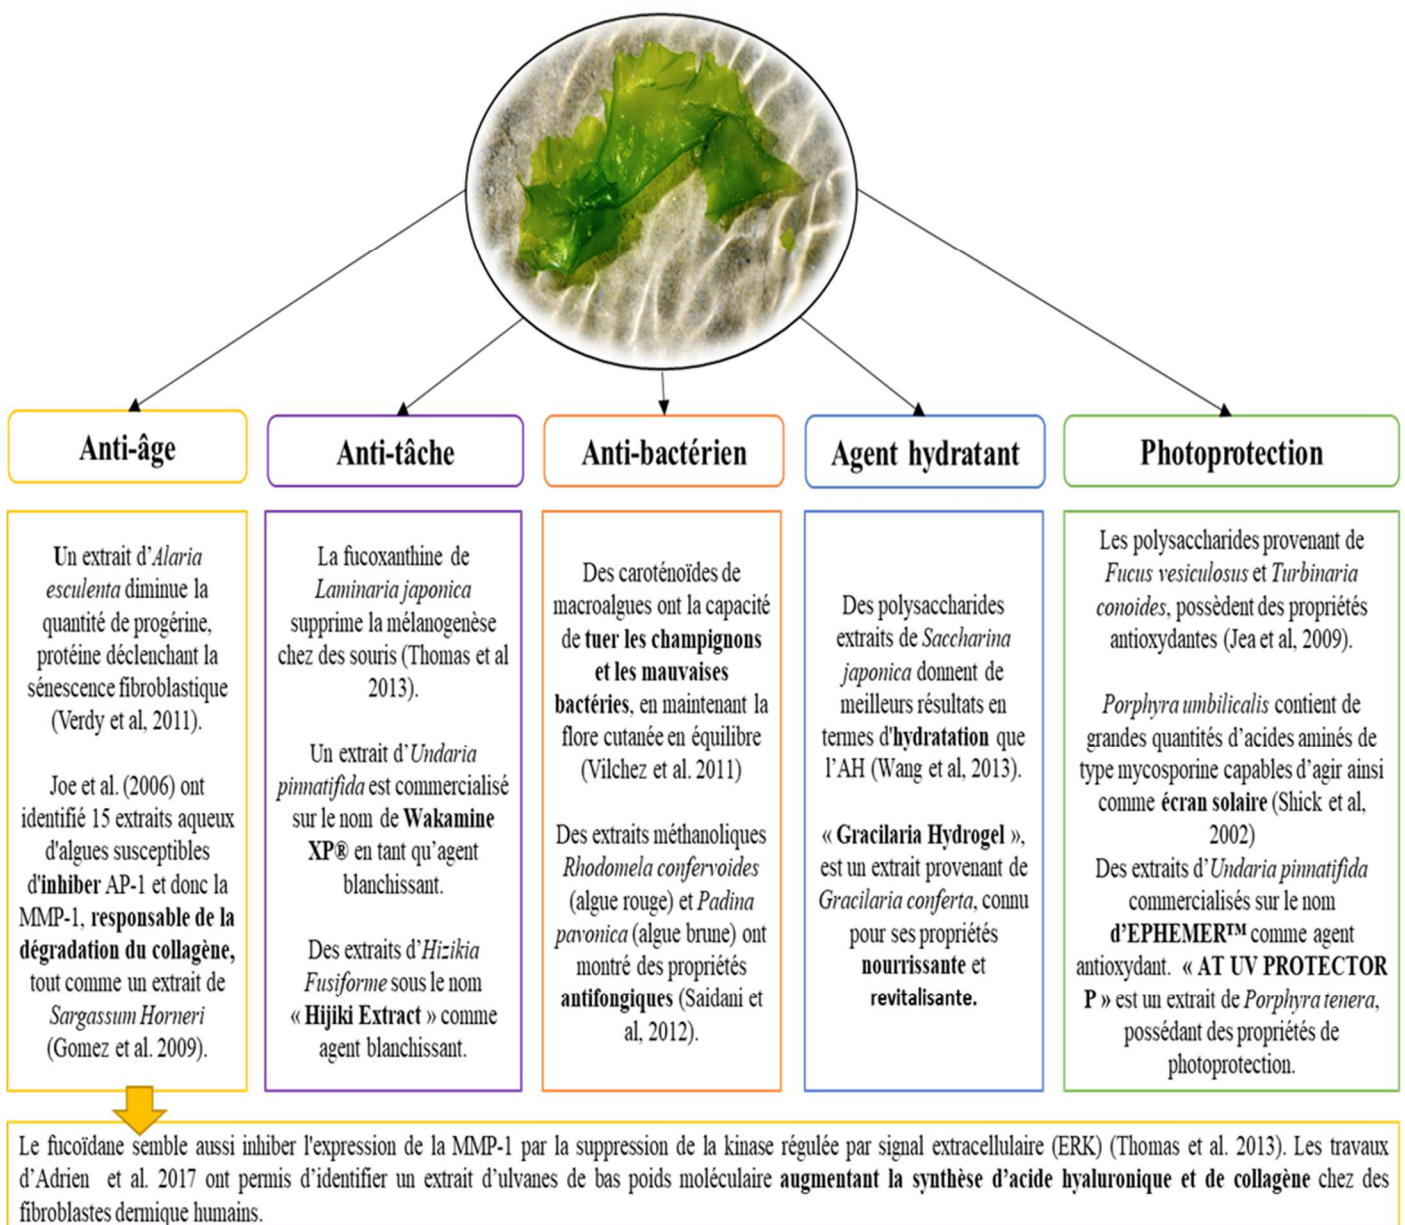 Anti-âge
Anti-tâche
Anti-bactérien
Agent hydratant
Photoprotection
Un extrait d'Alaria
esculenta diminue la
quantité de progérine,
protéine déclenchant la
sénescence fibroblastique
(Verdy et al, 2011).
Joe et al. (2006) ont
identifié 15 extraits aqueux
d'algues susceptibles
d'inhiber AP-1 et donc la
MMP-1, responsable de la
dégradation du collagène,
tout comme un extrait de
Sargassum Horneri
(Gomez et al. 2009).
La fucoxanthine de
Laminaria japonica
supprime la mélanogenèse
chez des souris (Thomas et al
2013).
Un extrait d'Undaria
pinnatifida est commercialisé
sur le nom de Wakamine
XP® en tant qu'agent
blanchissant.
Des extraits d'Hizikia
Fusiforme sous le nom
« Hijiki Extract » comme
agent blanchissant.
Des caroténoïdes de
macroalgues ont la capacité
de tuer les champignons
et les mauvaises
bactéries, en maintenant la
flore cutanée en équilibre
(Vilchez et al. 2011)
Des extraits méthanoliques
Rhodomela confervoides
(algue rouge) et Padina
pavonica (algue brune) ont
montré des propriétés
antifongiques (Saidani et
al, 2012).
Des polysaccharides
extraits de Saccharina
japonica donnent de
meilleurs résultats en
termes d'hydratation que
l'AH (Wang et al, 2013).
« Gracilaria Hydrogel »,
est un extrait provenant de
Gracilaria conferta, connu
pour ses propriétés
nourrissante et
revitalisante.
Les polysaccharides provenant de
Fucus vesiculosus et Turbinaria
conoides, possèdent des propriétés
antioxydantes (Jea et al, 2009).
Porphyra umbilicalis contient de
grandes quantités d'acides aminés de
type mycosporine capables d'agir ainsi
comme écran solaire (Shick et al,
2002)
Des extraits d'Undaria pinnatifida
commercialisés sur le nom
d'EPHEMER™ comme agent
antioxydant. « AT UV PROTECTOR
P » est un extrait de Porphyra tenera,
possédant des propriétés de
photoprotection.
Le fucoïdane semble aussi inhiber l'expression de la MMP-1 par la suppression de la kinase régulée par signal extracellulaire (ERK) (Thomas et al. 2013). Les travaux
d'Adrien et al. 2017 ont permis d'identifier un extrait d'ulvanes de bas poids moléculaire augmentant la synthèse d'acide hyaluronique et de collagène chez des
fibroblastes dermique humains.